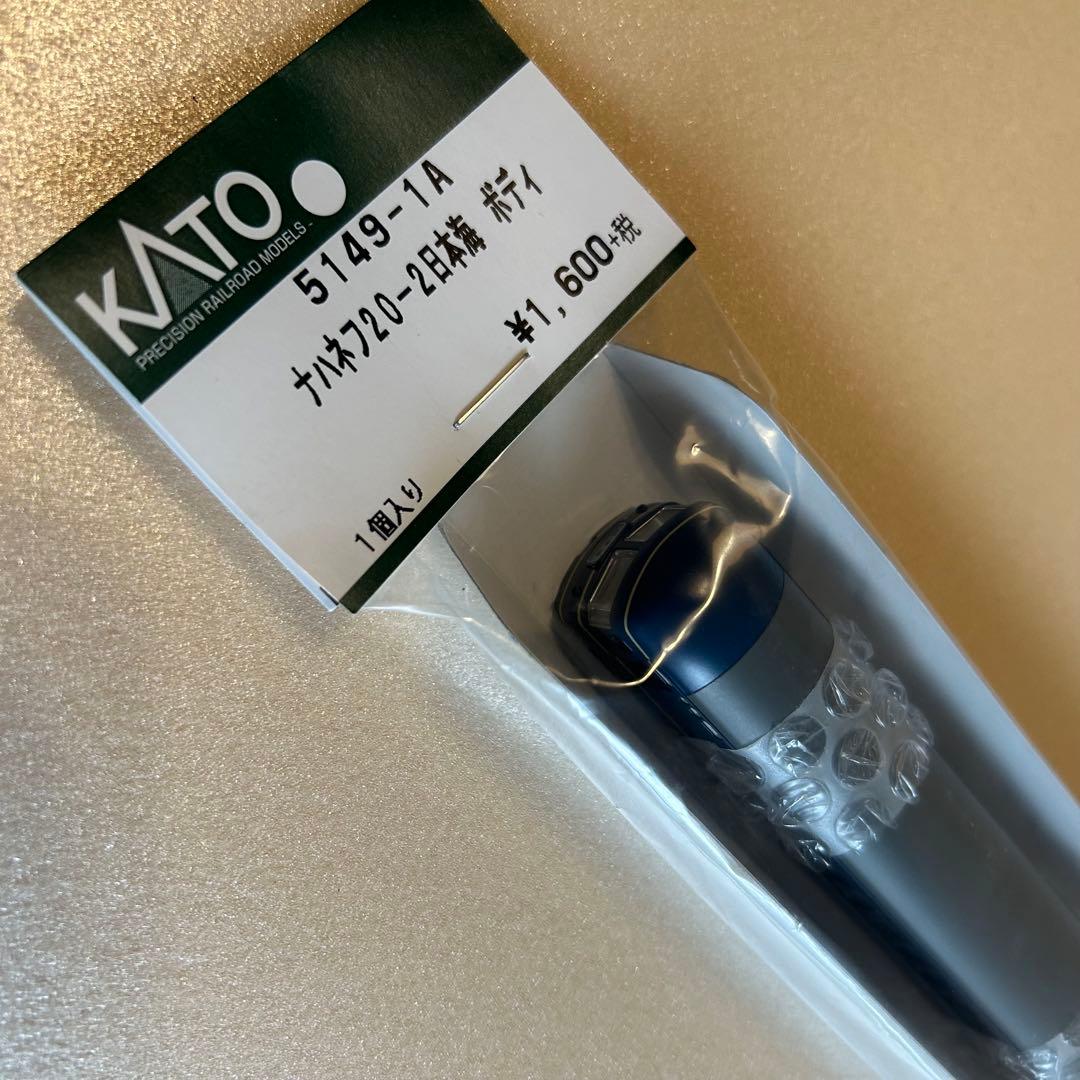 KATO
PRECISION RAILROAD MODELS
5149-1A
ナハネフ20-2日本海 ボディ
¥1,600+税
1個入り